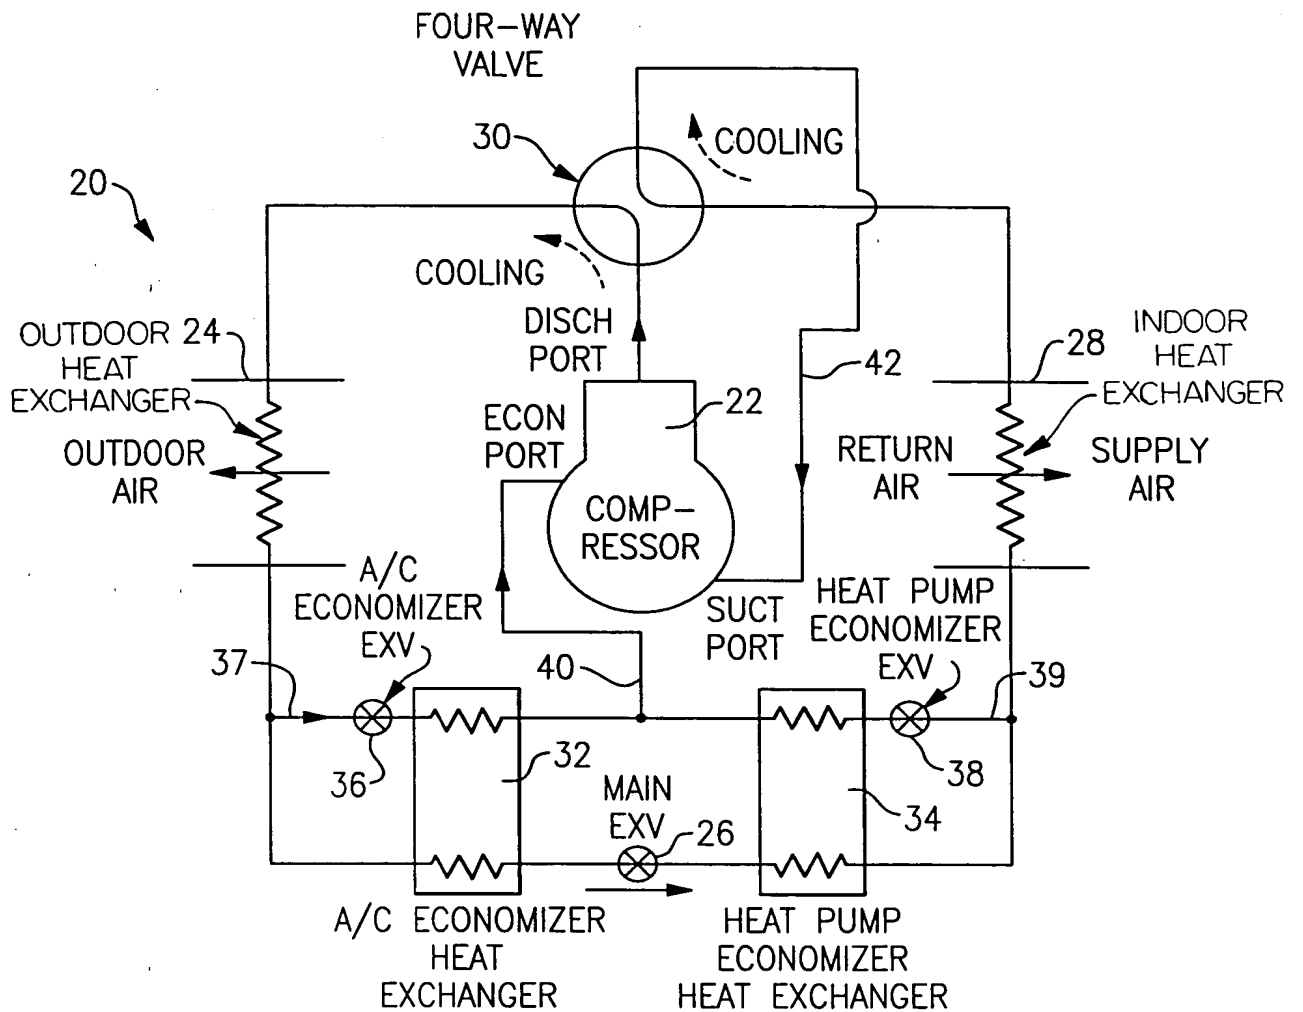 FOUR-WAY
VALVE
30
COOLING
20
COOLING
DISCH
PORT
OUTDOOR 24
HEAT
EXCHANGER
INDOOR
HEAT
EXCHANGER
28
42
22
ECON
PORT
OUTDOOR
AIR
RETURN
AIR
SUPPLY
AIR
COMP-
RESSOR
A/C
ECONOMIZER
EXV
SUCT
PORT
HEAT PUMP
ECONOMIZER
EXV
37
40
39
36
32
MAIN
EXV
26
38
34
A/C ECONOMIZER
HEAT
EXCHANGER
HEAT PUMP
ECONOMIZER
HEAT EXCHANGER